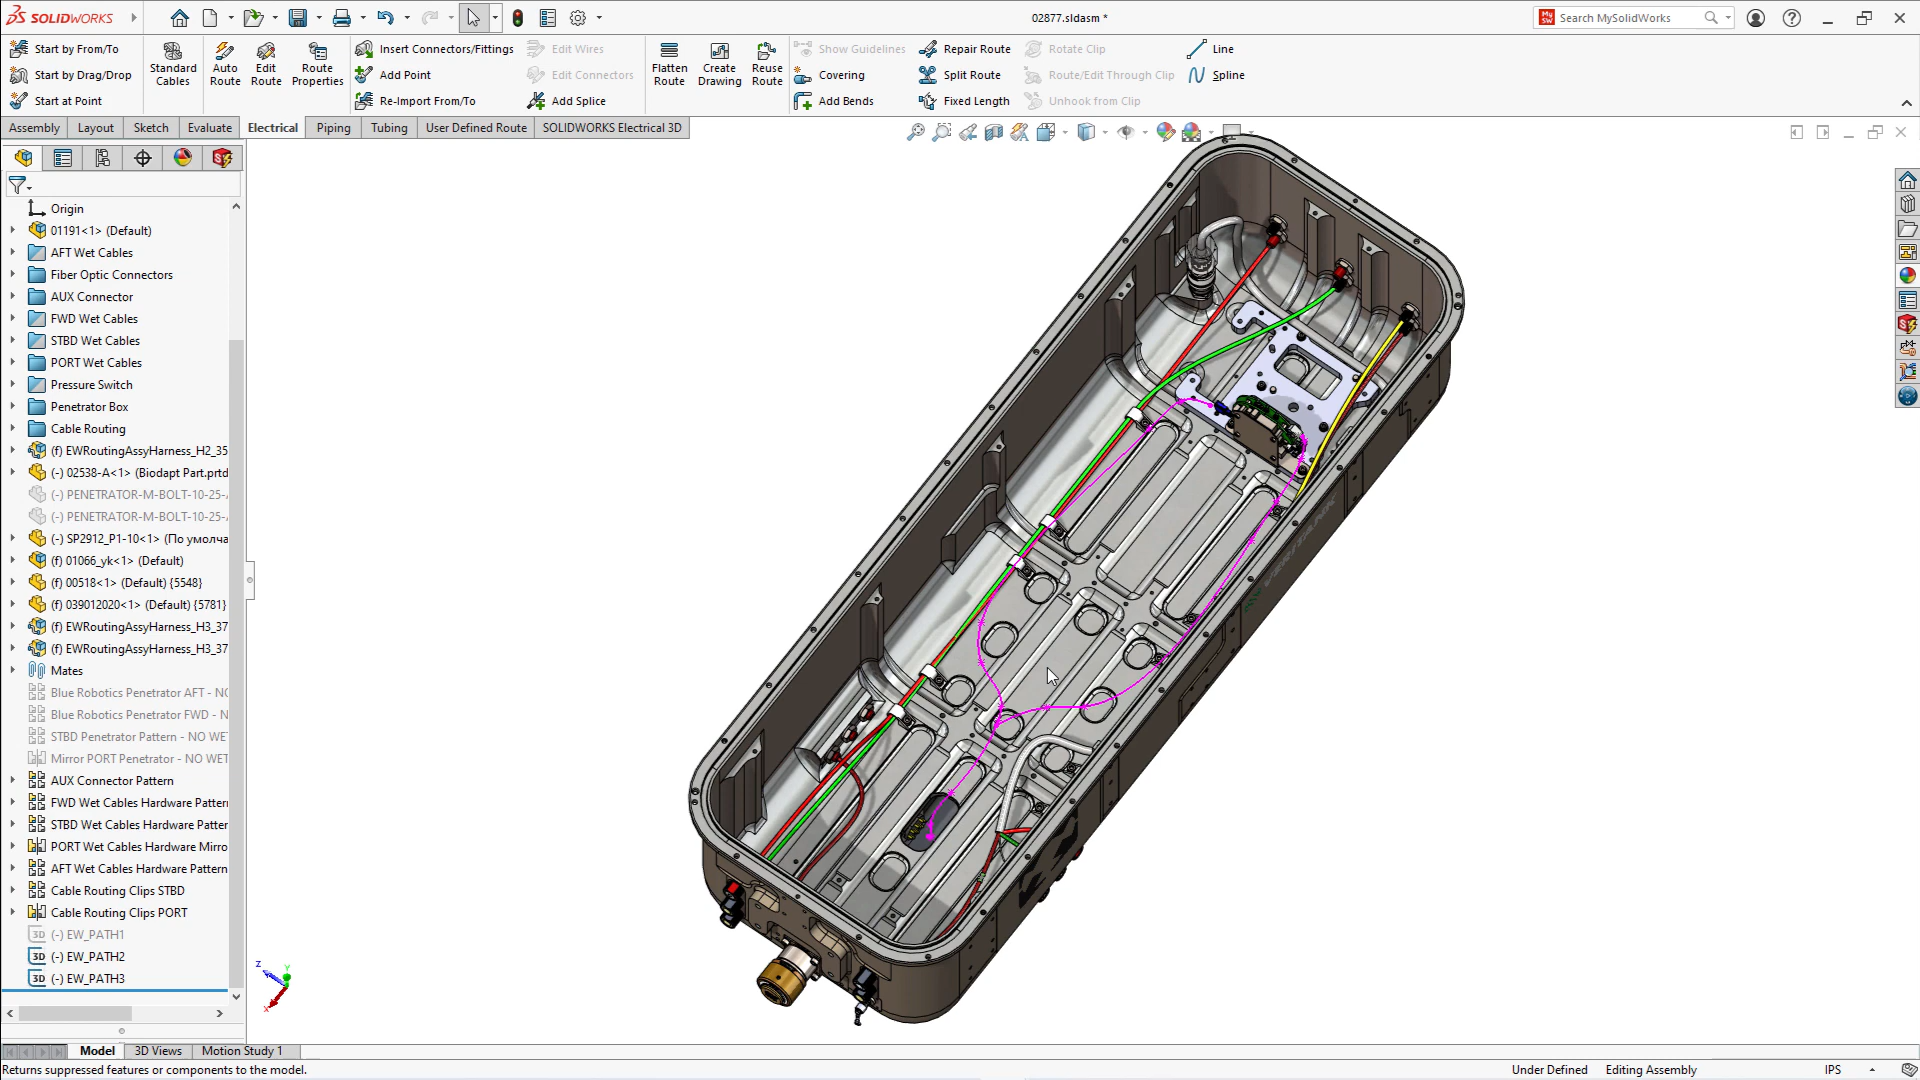 SOLIDWORKS
02877.sldasm *
Search MySolidWorks
Start by From/To
Start by Drag/Drop
Start at Point
Standard Cables
Auto Route
Edit Route
Route Properties
Insert Connectors/Fittings
Add Point
Re-Import From/To
Edit Wires
Edit Connectors
Add Splice
Flatten Route
Create Drawing
Reuse Route
Show Guidelines
Covering
Add Bends
Repair Route
Split Route
Fixed Length
Rotate Clip
Route/Edit Through Clip
Unhook from Clip
Line
Spline
Assembly
Layout
Sketch
Evaluate
Electrical
Piping
Tubing
User Defined Route
SOLIDWORKS Electrical 3D
Origin
01191<1> (Default)
AFT Wet Cables
Fiber Optic Connectors
AUX Connector
FWD Wet Cables
STBD Wet Cables
PORT Wet Cables
Pressure Switch
Penetrator Box
Cable Routing
(f) EWRoutingAssyHarness_H2_35
(-) 02538-A<1> (Biodapt Part.prtd
(-) PENETRATOR-M-BOLT-10-25-
(-) PENETRATOR-M-BOLT-10-25-
(-) SP2912_P1-10<1> (По умолча
(f) 01066_yk<1> (Default)
(f) 00518<1> (Default) {5548}
(f) 039012020<1> (Default) {5781}
(f) EWRoutingAssyHarness_H3_37
(f) EWRoutingAssyHarness_H3_37
Mates
Blue Robotics Penetrator AFT - NO
Blue Robotics Penetrator FWD - N
STBD Penetrator Pattern - NO WET
Mirror PORT Penetrator - NO WET
AUX Connector Pattern
FWD Wet Cables Hardware Patter
STBD Wet Cables Hardware Patter
PORT Wet Cables Hardware Mirro
AFT Wet Cables Hardware Pattern
Cable Routing Clips STBD
Cable Routing Clips PORT
(-) EW_PATH1
(-) EW_PATH2
(-) EW_PATH3
Z
Y
X
Model
3D Views
Motion Study 1
Returns suppressed features or components to the model.
Under Defined
Editing Assembly
IPS